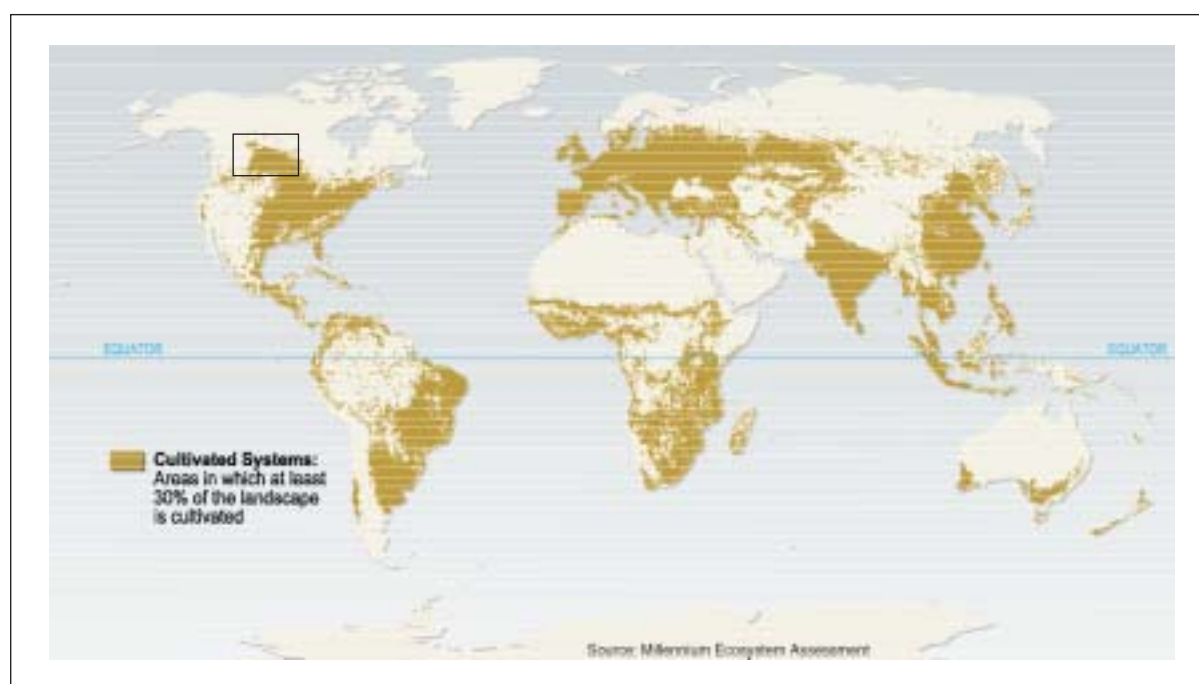 EQUATOR
EQUATOR
Cultivated Systems:
Areas in which at least
30% of the landscape
is cultivated
Source: Millennium Ecosystem Assessment